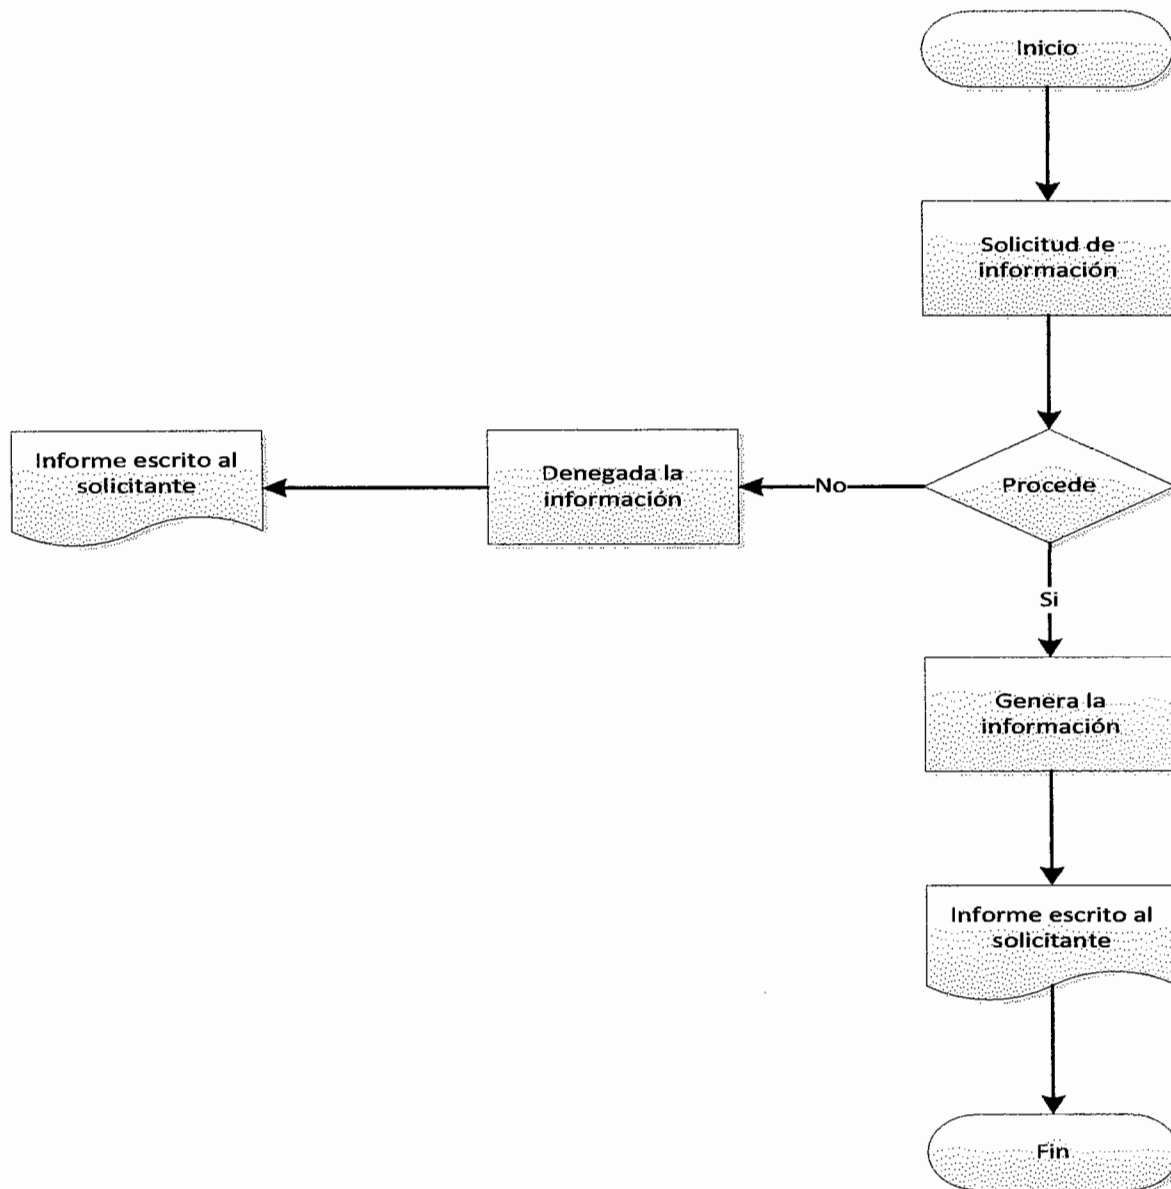 Inicio
Solicitud de
información
Procede
No
Denegada la
información
Informe escrito al
solicitante
Si
Genera la
información
Informe escrito al
solicitante
Fin